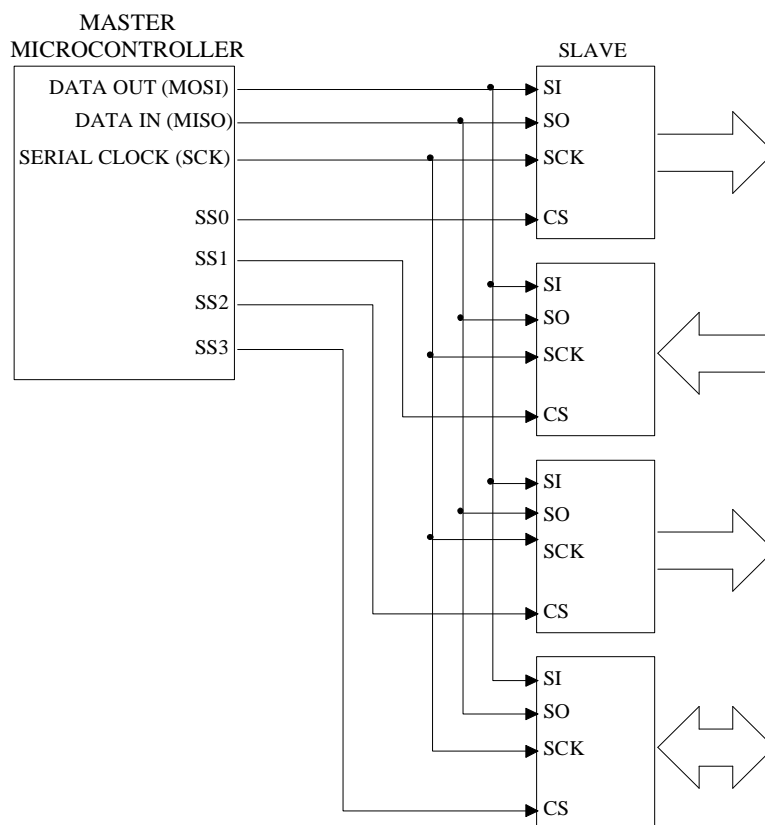 MASTER
MICROCONTROLLER
DATA OUT (MOSI)
DATA IN (MISO)
SERIAL CLOCK (SCK)
SS0
SS1
SS2
SS3
SLAVE
SI
SO
SCK
CS
SI
SO
SCK
CS
SI
SO
SCK
CS
SI
SO
SCK
CS